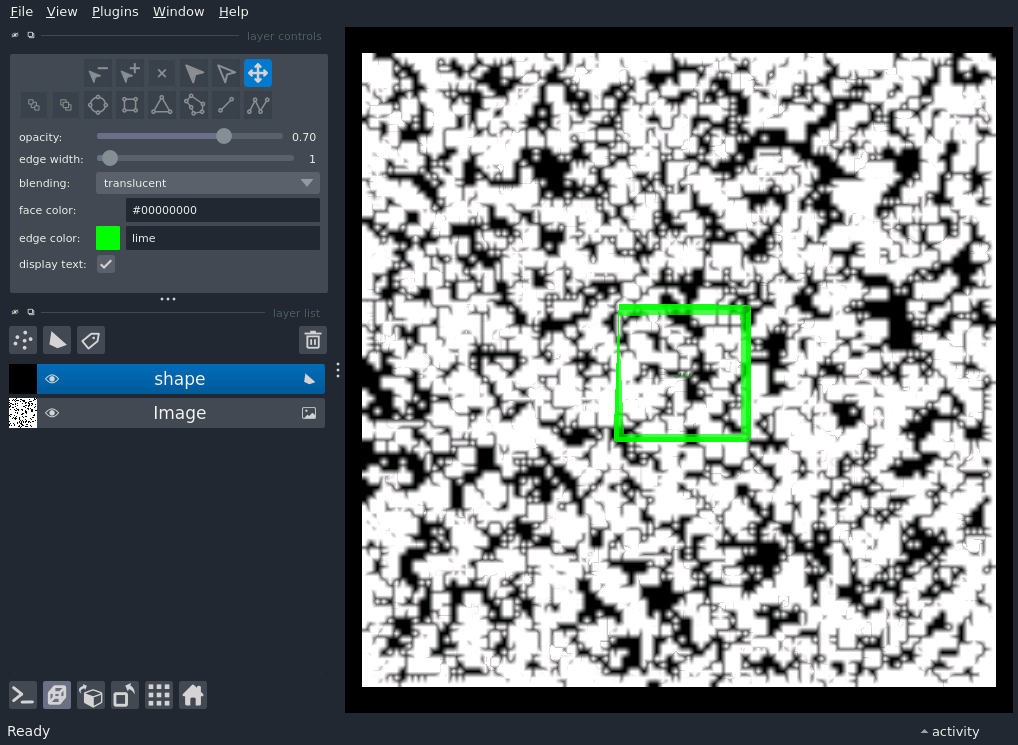 File View Plugins Window Help
layer controls
opacity: 0.70
edge width: 1
blending: translucent
face color: #00000000
edge color: lime
display text:
layer list
shape
Image
Ready
activity